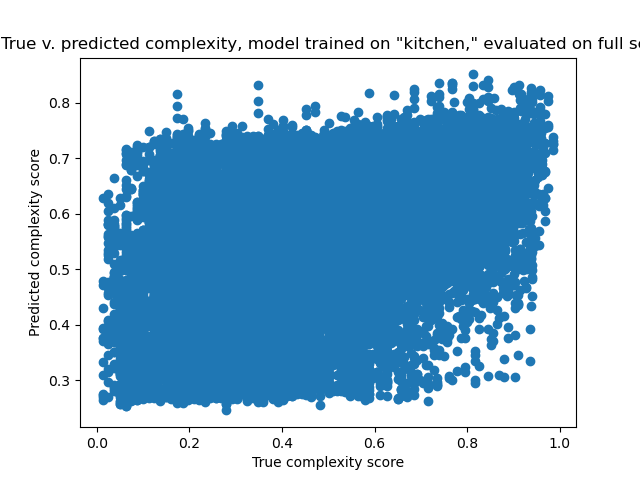 True v. predicted complexity, model trained on "kitchen," evaluated on full
Predicted complexity score
0.8
0.7
0.6
0.5
0.4
0.3
0.0 0.2 0.4 0.6 0.8 1.0
True complexity score